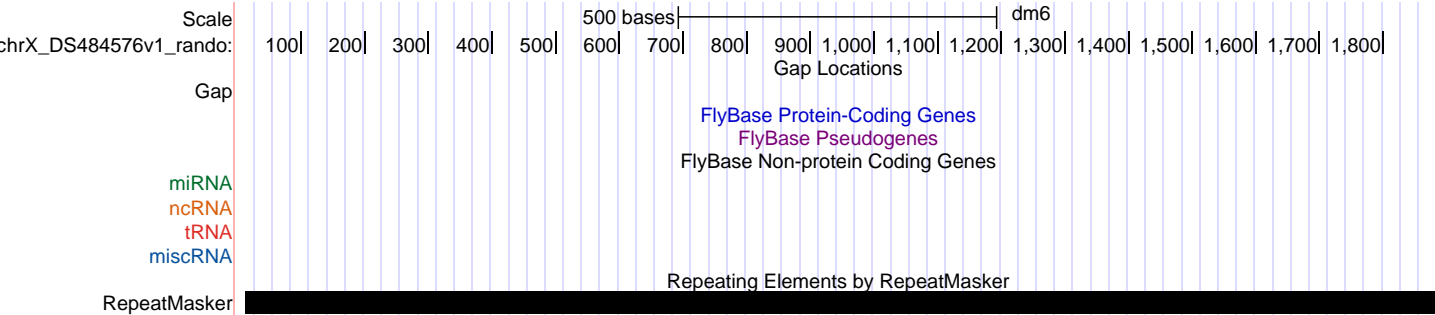 Scale 500 bases dm6
chrX_DS484576v1_rando: 100 200 300 400 500 600 700 800 900 1,000 1,100 1,200 1,300 1,400 1,500 1,600 1,700 1,800
Gap Locations
Gap
FlyBase Protein-Coding Genes
FlyBase Pseudogenes
FlyBase Non-protein Coding Genes
miRNA
ncRNA
tRNA
miscRNA
Repeating Elements by RepeatMasker
RepeatMasker